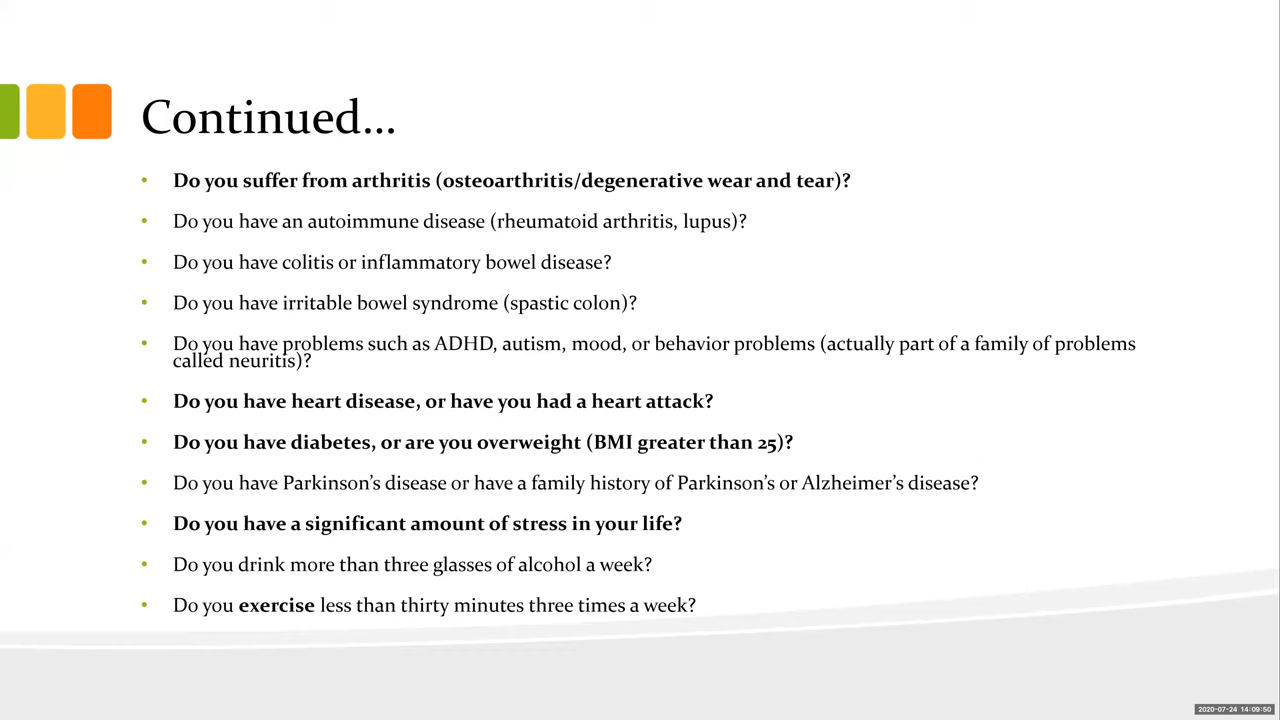 Continued...
• Do you suffer from arthritis (osteoarthritis/degenerative wear and tear)?
• Do you have an autoimmune disease (rheumatoid arthritis, lupus)?
• Do you have colitis or inflammatory bowel disease?
• Do you have irritable bowel syndrome (spastic colon)?
• Do you have problems such as ADHD, autism, mood, or behavior problems (actually part of a family of problems
called neuritis)?
• Do you have heart disease, or have you had a heart attack?
• Do you have diabetes, or are you overweight (BMI greater than 25)?
• Do you have Parkinson’s disease or have a family history of Parkinson’s or Alzheimer’s disease?
• Do you have a significant amount of stress in your life?
• Do you drink more than three glasses of alcohol a week?
• Do you exercise less than thirty minutes three times a week?
2020-07-24 14:09:50